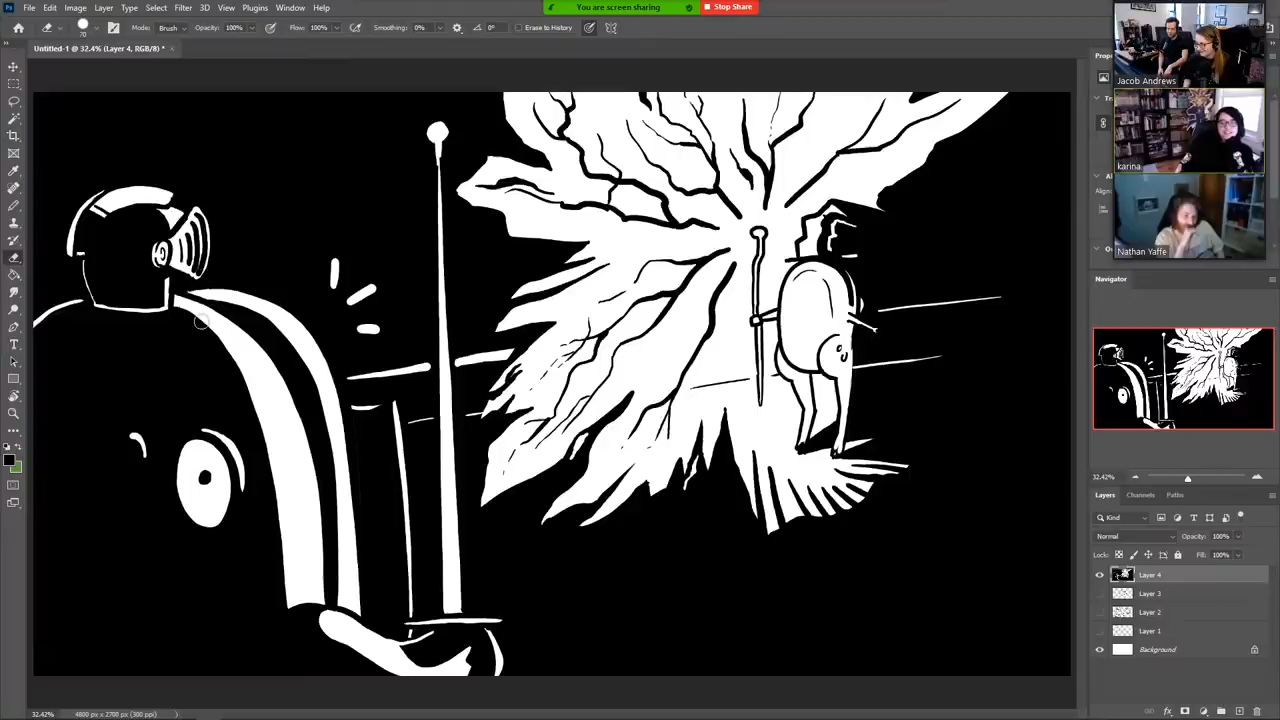 File Edit Image Layer Type Select Filter 3D View Plugins Window Help
You are screen sharing
Stop Share
Mode: Brush Opacity: 100% Flow: 100% Smoothing: 0% 0° Erase to History
Untitled-1 @ 32.4% (Layer 4, RGB/8) * ×
Jacob Andrews
karina
Nathan Yaffe
Navigator
32.42%
Layers Channels Paths
Kind
Normal Opacity: 100%
Lock: Fill: 100%
Layer 4
Layer 3
Layer 2
Layer 1
Background
32.42% 4800 px x 2700 px (300 ppi)